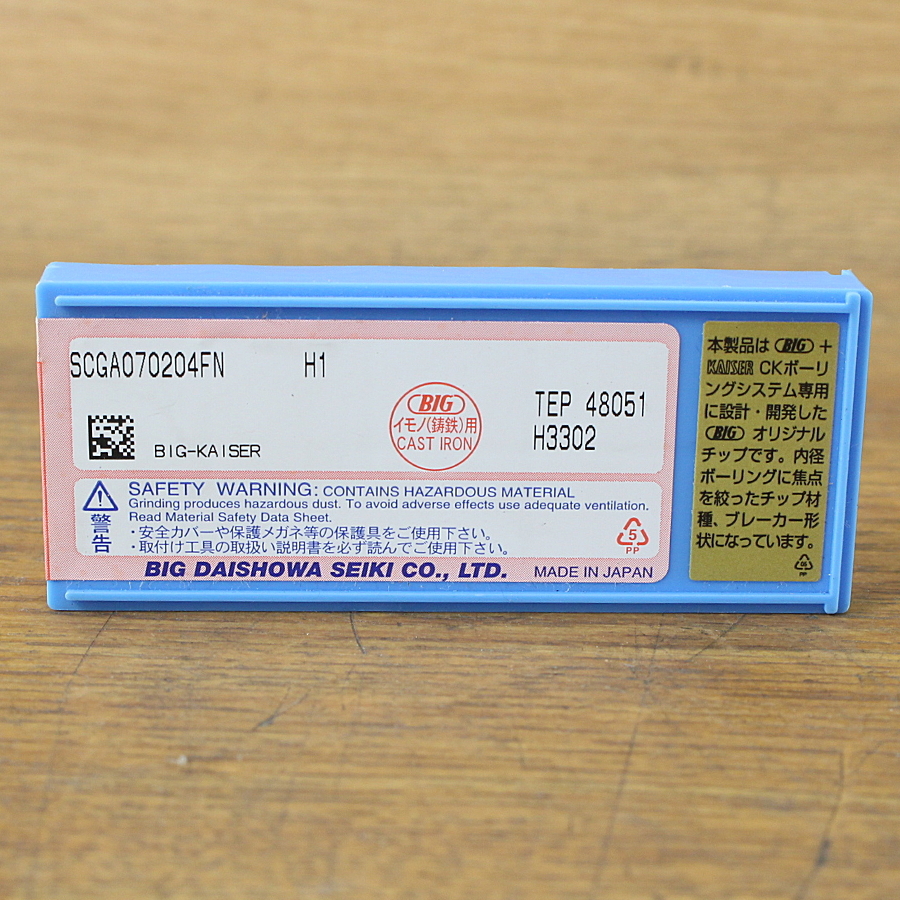 SCGA070204FN H1
BIG
イモノ(鋳鉄)用
CAST IRON
TEP 48051
H3302
BIG-KAISER
警告
SAFETY WARNING: CONTAINS HAZARDOUS MATERIAL
Grinding produces hazardous dust. To avoid adverse effects use adequate ventilation.
Read Material Safety Data Sheet.
・安全カバーや保護メガネ等の保護具をご使用下さい。
・取付け工具の取扱い説明書を必ず読んでご使用下さい。
5
PP
BIG DAISHOWA SEIKI CO., LTD. MADE IN JAPAN
本製品は BIG +
KAISER CKボーリ
ングシステム専用
に設計・開発した
BIG オリジナル
チップです。内径
ボーリングに焦点
を絞ったチップ材
種、ブレーカー形
状になっています。
PP